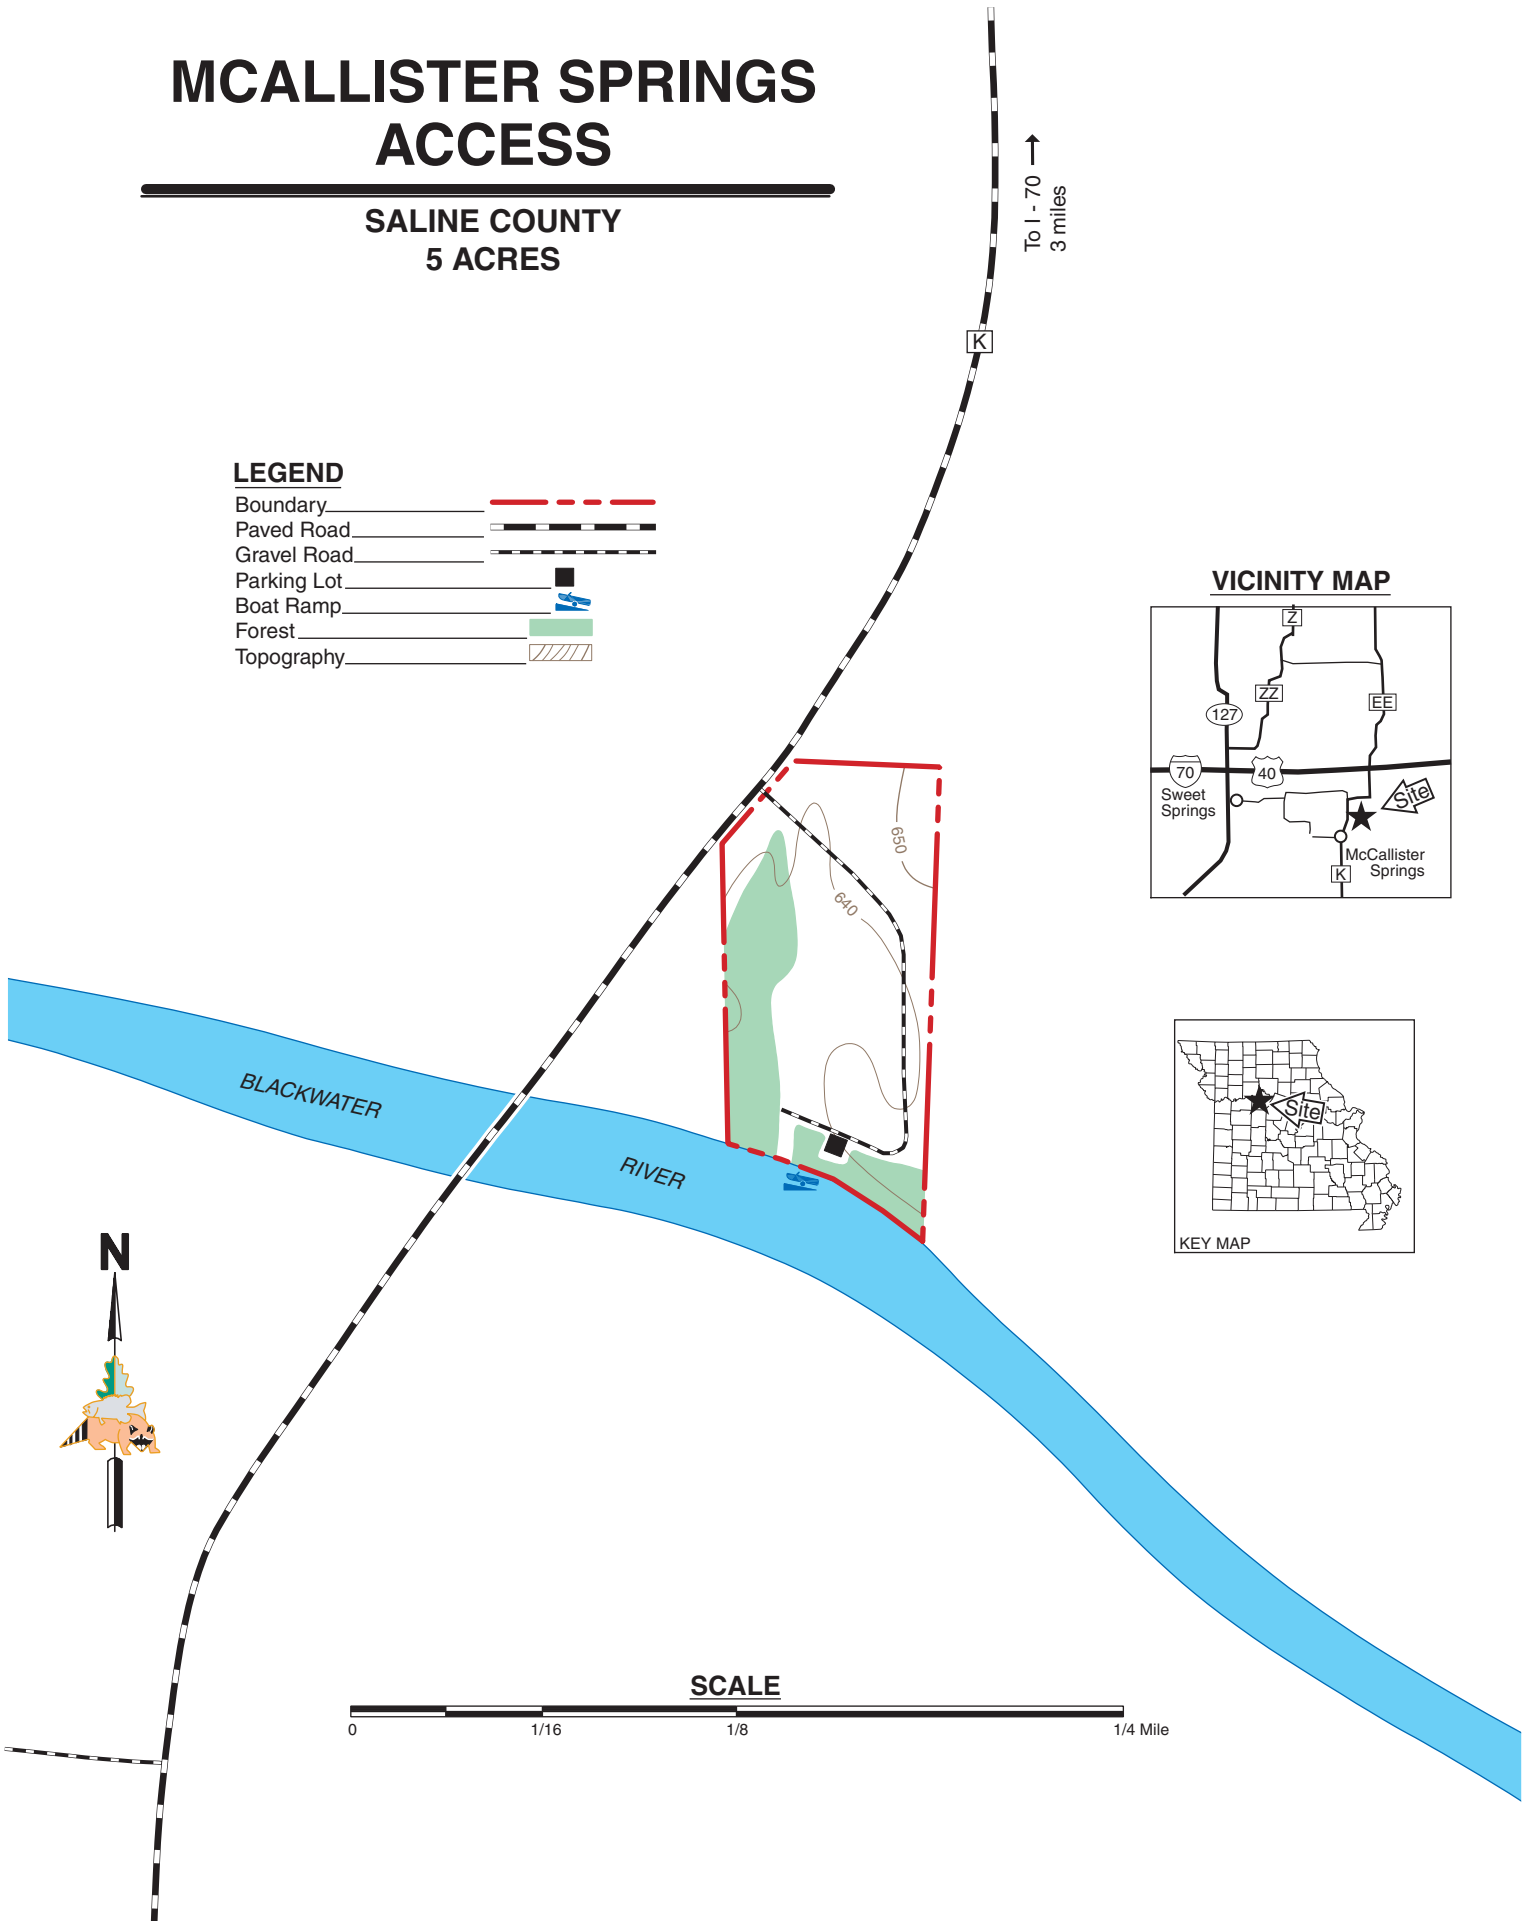 MCALLISTER SPRINGS
ACCESS
SALINE COUNTY
5 ACRES
To I - 70
3 miles
K
LEGEND
Boundary
Paved Road
Gravel Road
Parking Lot
Boat Ramp
Forest
Topography
VICINITY MAP
Z
ZZ
EE
127
70
40
Sweet
Springs
Site
McCallister
Springs
K
650
640
BLACKWATER
RIVER
Site
KEY MAP
N
SCALE
0
1/16
1/8
1/4 Mile